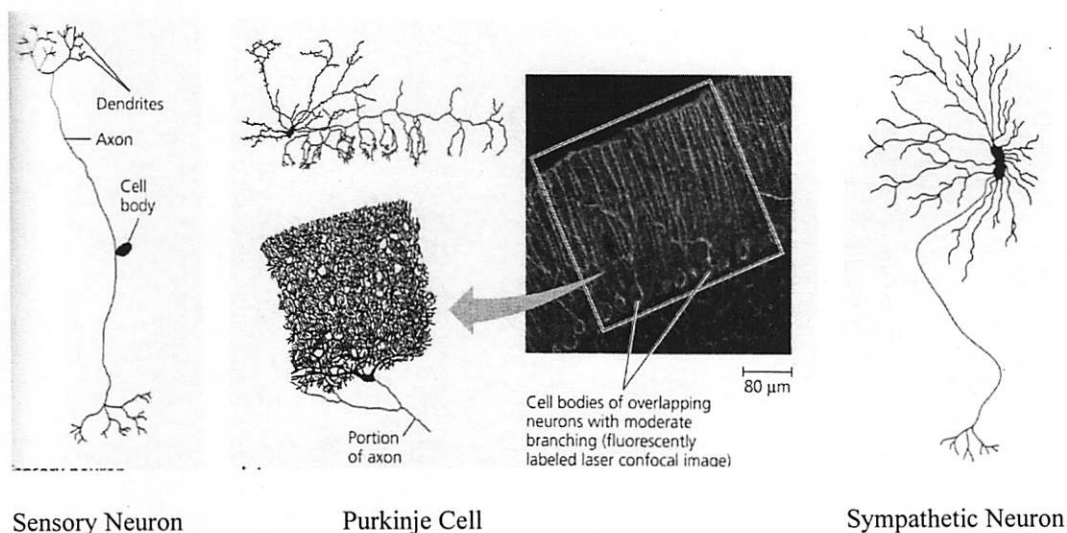 Dendrites
Axon
Cell
body
Portion
of axon
80 µm
Cell bodies of overlapping
neurons with moderate
branching (fluorescently
labeled laser confocal image)
Sensory Neuron
Purkinje Cell
Sympathetic Neuron